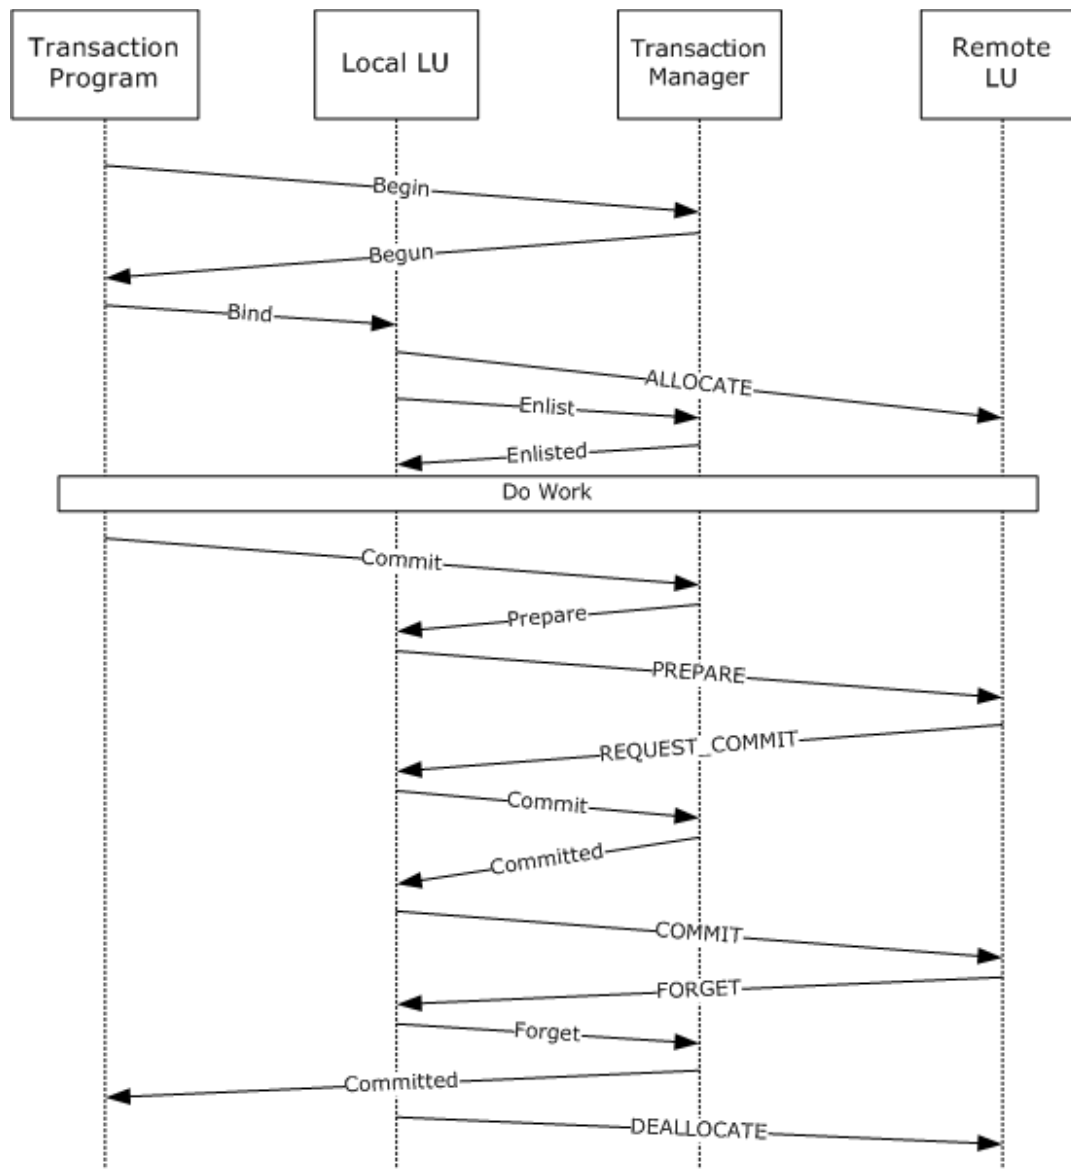 Transaction
Program
Local LU
Transaction
Manager
Remote
LU
Begin
Begun
Bind
ALLOCATE
Enlist
Enlisted
Do Work
Commit
Prepare
PREPARE
REQUEST_COMMIT
Commit
Committed
COMMIT
FORGET
Forget
Committed
DEALLOCATE